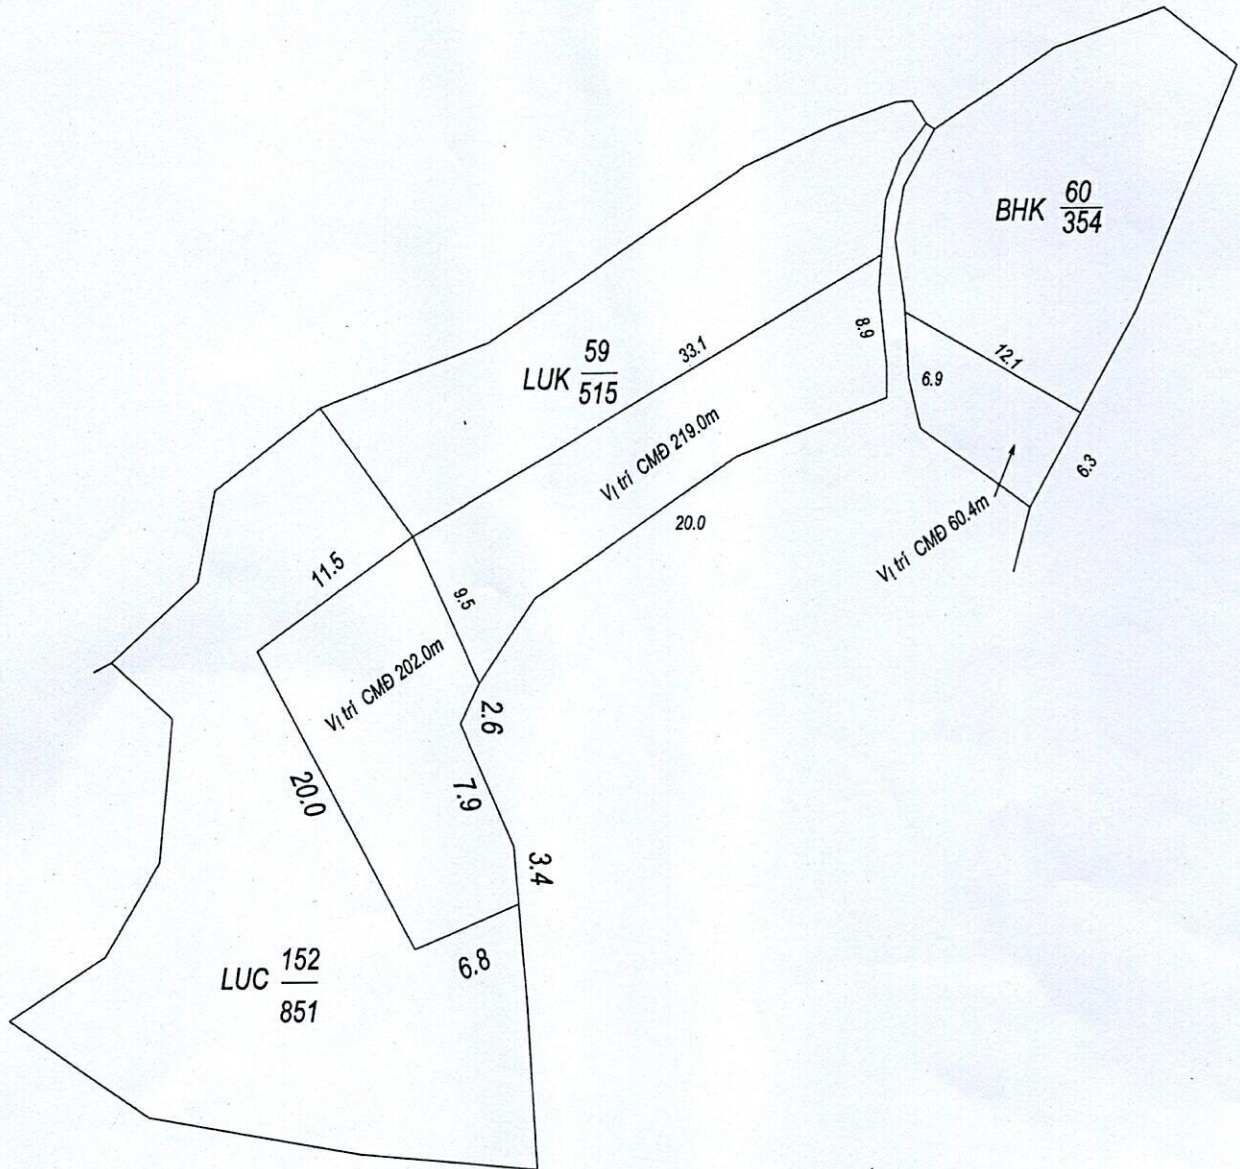 BHK 60
354
LUK 59
515
33.1
8.9
12.1
6.9
6.3
Vị trí CMĐ 219.0m
20.0
Vị trí CMĐ 60.4m
11.5
9.5
Vị trí CMĐ 202.0m
2.6
7.9
20.0
3.4
6.8
LUC 152
851